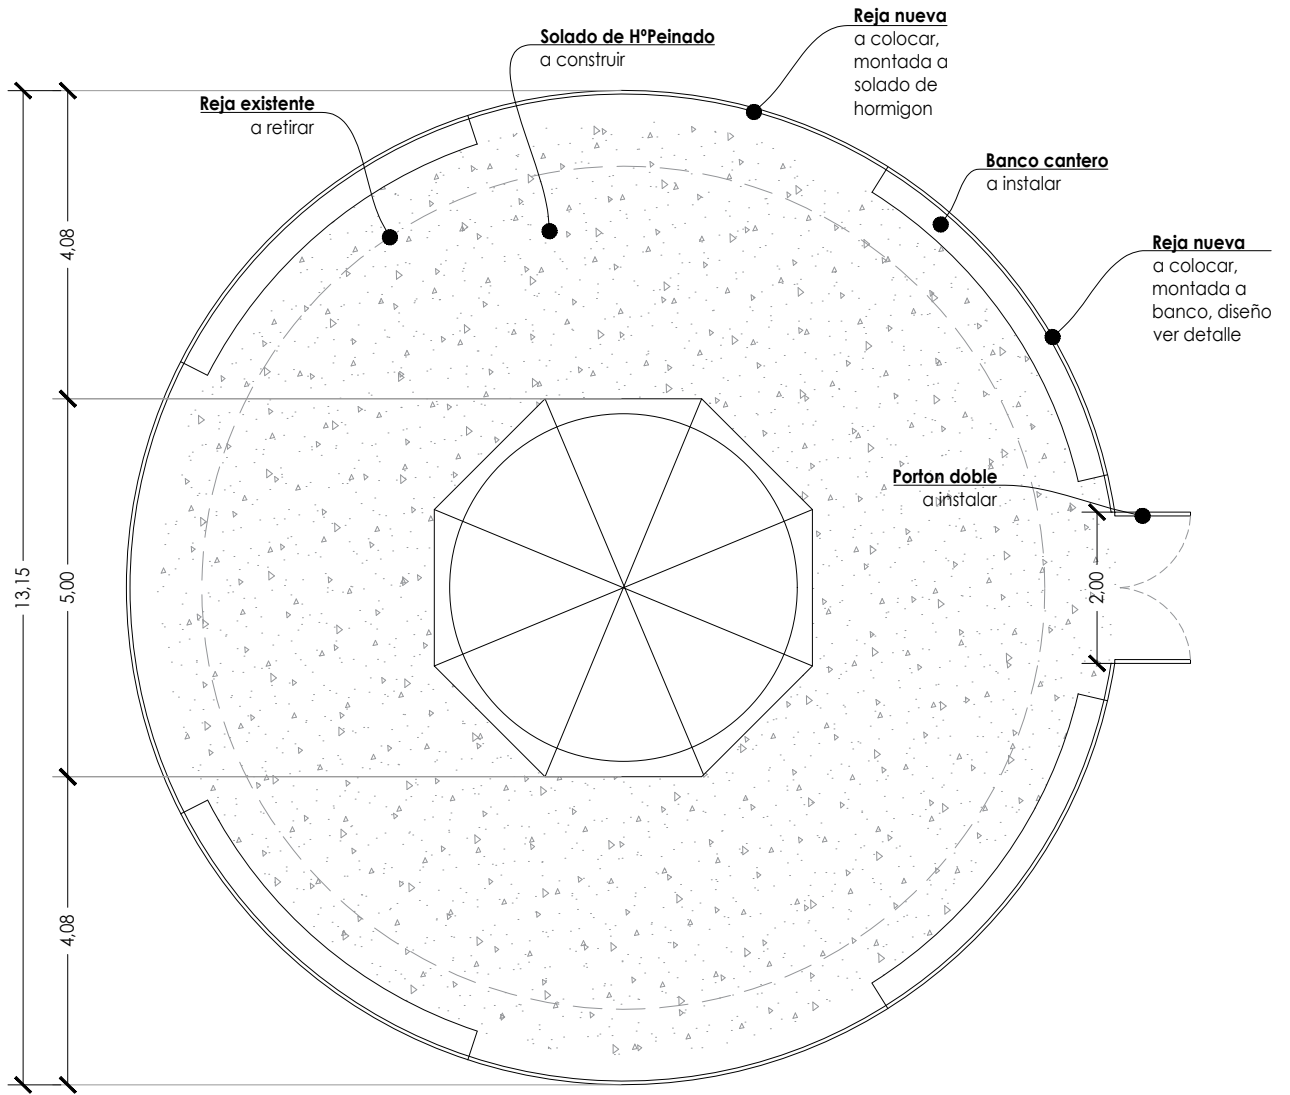 Reja nueva
a colocar,
montada a
solado de
hormigon
Solado de HºPeinado
a construir
Reja existente
a retirar
Banco cantero
a instalar
Reja nueva
a colocar,
montada a
banco, diseño
ver detalle
Porton doble
a instalar
4,08
13,15
5,00
2,00
4,08